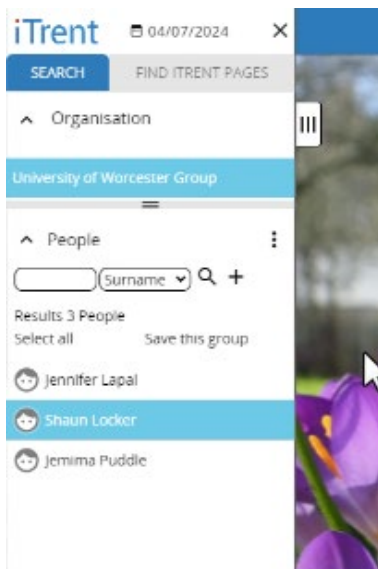 iTrent 04/07/2024
SEARCH FIND ITRENT PAGES
Organisation
University of Worcester Group
People
Surname
Results 3 People
Select all Save this group
Jennifer Lapal
Shaun Locker
Jemima Puddle